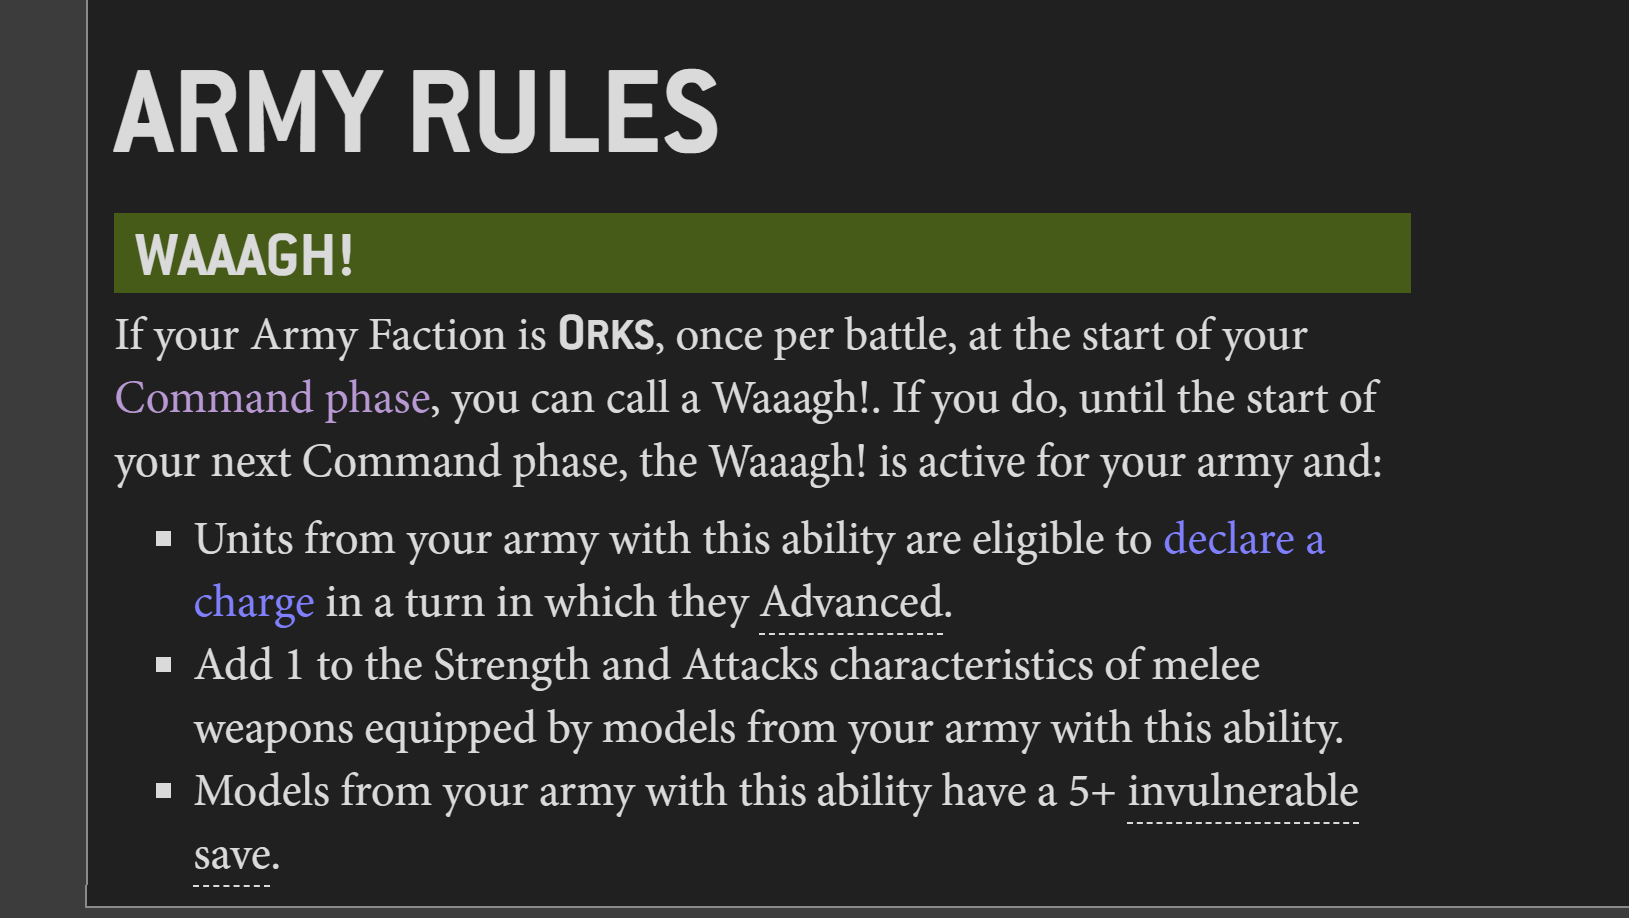 ARMY RULES
WAAAGH!
If your Army Faction is ORKS, once per battle, at the start of your
Command phase, you can call a Waaagh!. If you do, until the start of
your next Command phase, the Waaagh! is active for your army and:
▪ Units from your army with this ability are eligible to declare a
charge in a turn in which they Advanced.
▪ Add 1 to the Strength and Attacks characteristics of melee
weapons equipped by models from your army with this ability.
▪ Models from your army with this ability have a 5+ invulnerable
save.